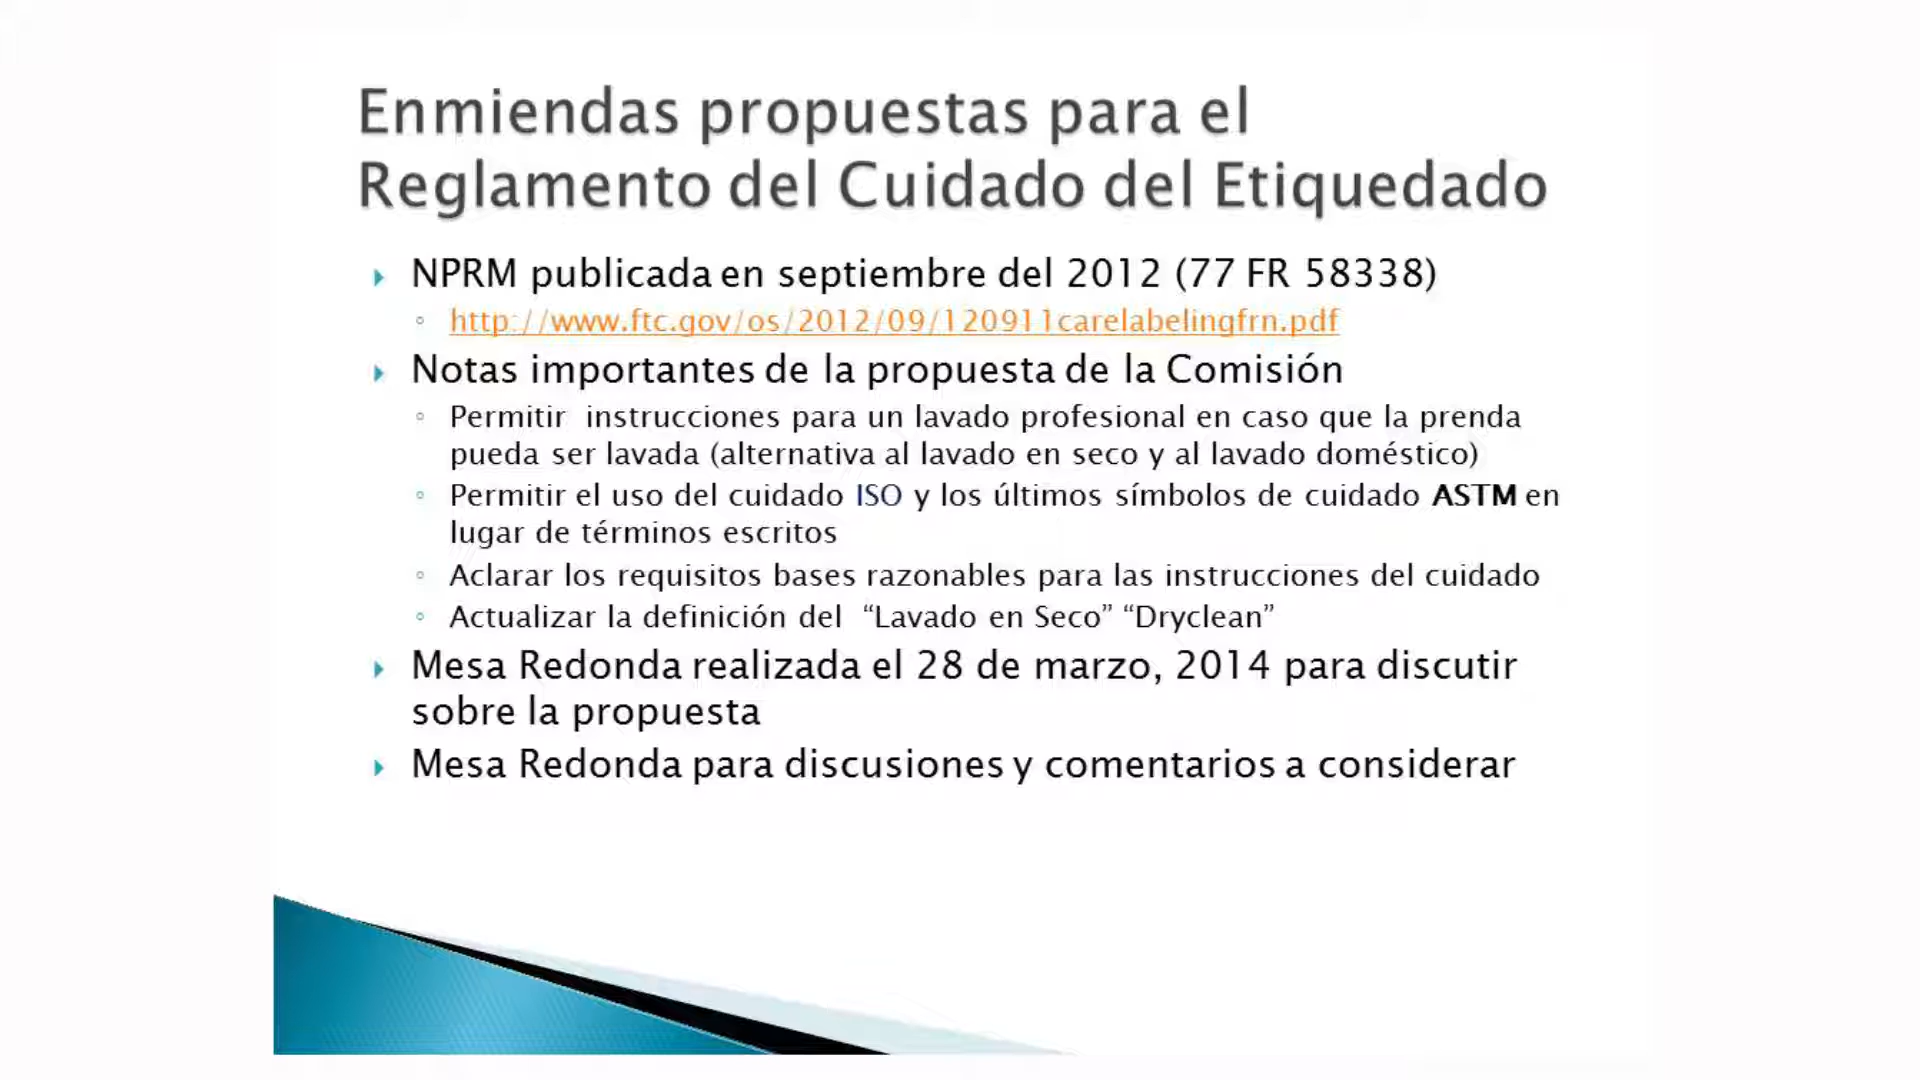 Enmiendas propuestas para el
Reglamento del Cuidado del Etiquedado
NPRM publicada en septiembre del 2012 (77 FR 58338)
http://www.ftc.gov/os/2012/09/120911carelabelingfrn.pdf
Notas importantes de la propuesta de la Comisión
Permitir instrucciones para un lavado profesional en caso que la prenda
pueda ser lavada (alternativa al lavado en seco y al lavado doméstico)
Permitir el uso del cuidado ISO y los últimos símbolos de cuidado ASTM en
lugar de términos escritos
Aclarar los requisitos bases razonables para las instrucciones del cuidado
Actualizar la definición del “Lavado en Seco” “Dryclean”
Mesa Redonda realizada el 28 de marzo, 2014 para discutir
sobre la propuesta
Mesa Redonda para discusiones y comentarios a considerar